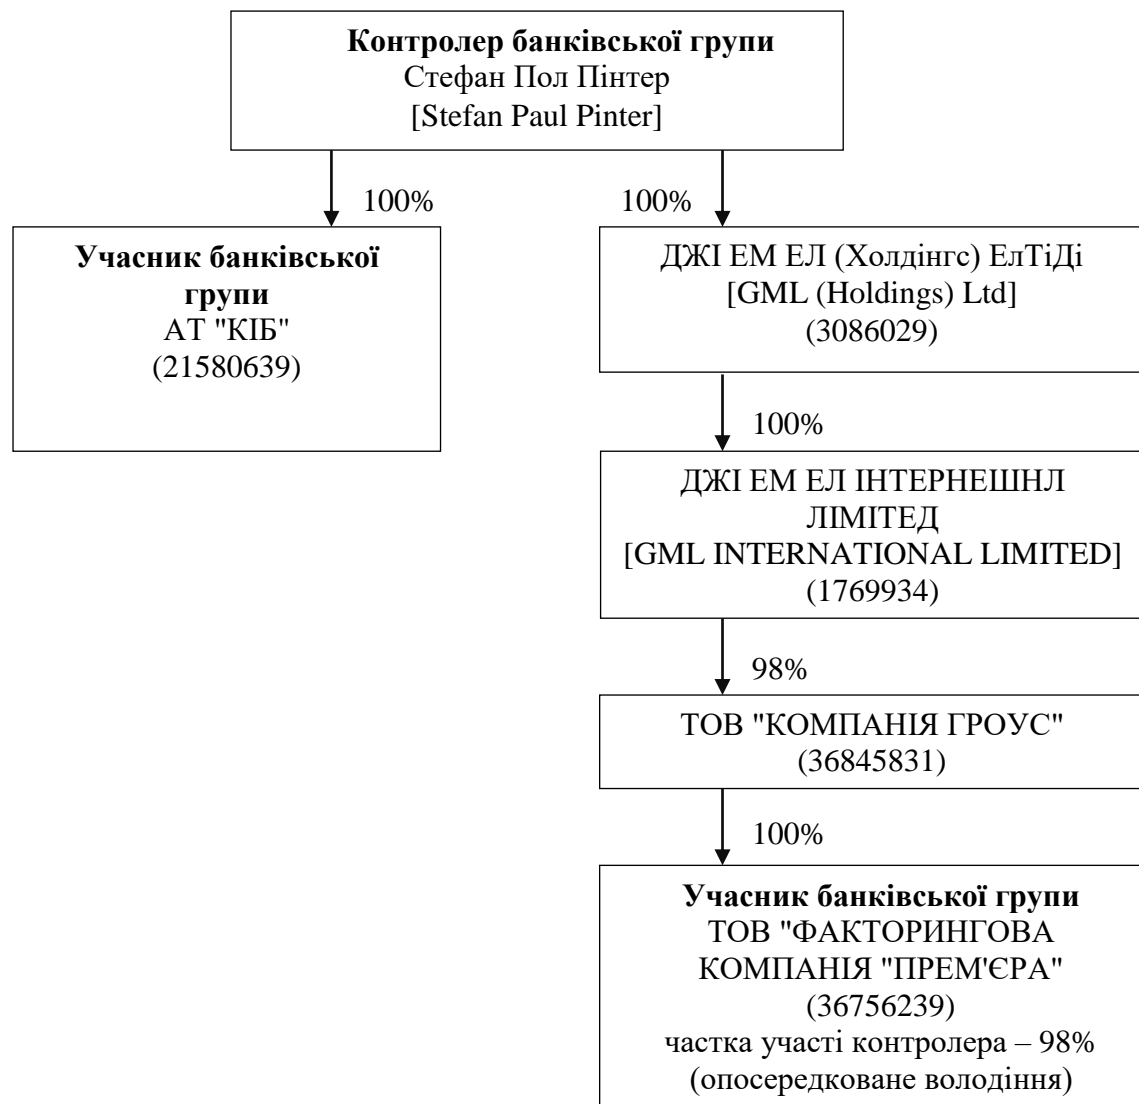 Контролер банківської групи
Стефан Пол Пінтер
[Stefan Paul Pinter]
100%
100%
Учасник банківської
групи
АТ "КІБ"
(21580639)
ДЖІ ЕМ ЕЛ (Холдінгс) ЕлТіДі
[GML (Holdings) Ltd]
(3086029)
100%
ДЖІ ЕМ ЕЛ ІНТЕРНЕШНЛ
ЛІМІТЕД
[GML INTERNATIONAL LIMITED]
(1769934)
98%
ТОВ "КОМПАНІЯ ГРОУС"
(36845831)
100%
Учасник банківської групи
ТОВ "ФАКТОРИНГОВА
КОМПАНІЯ "ПРЕМ'ЄРА"
(36756239)
частка участі контролера – 98%
(опосередковане володіння)